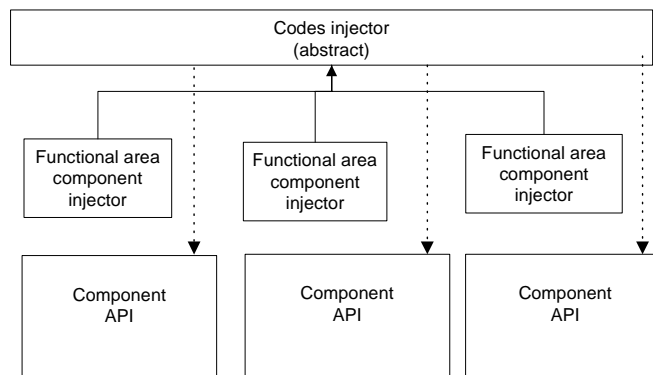 Codes injector
(abstract)
Functional area
component
injector
Functional area
component
injector
Functional area
component
injector
Component
API
Component
API
Component
API